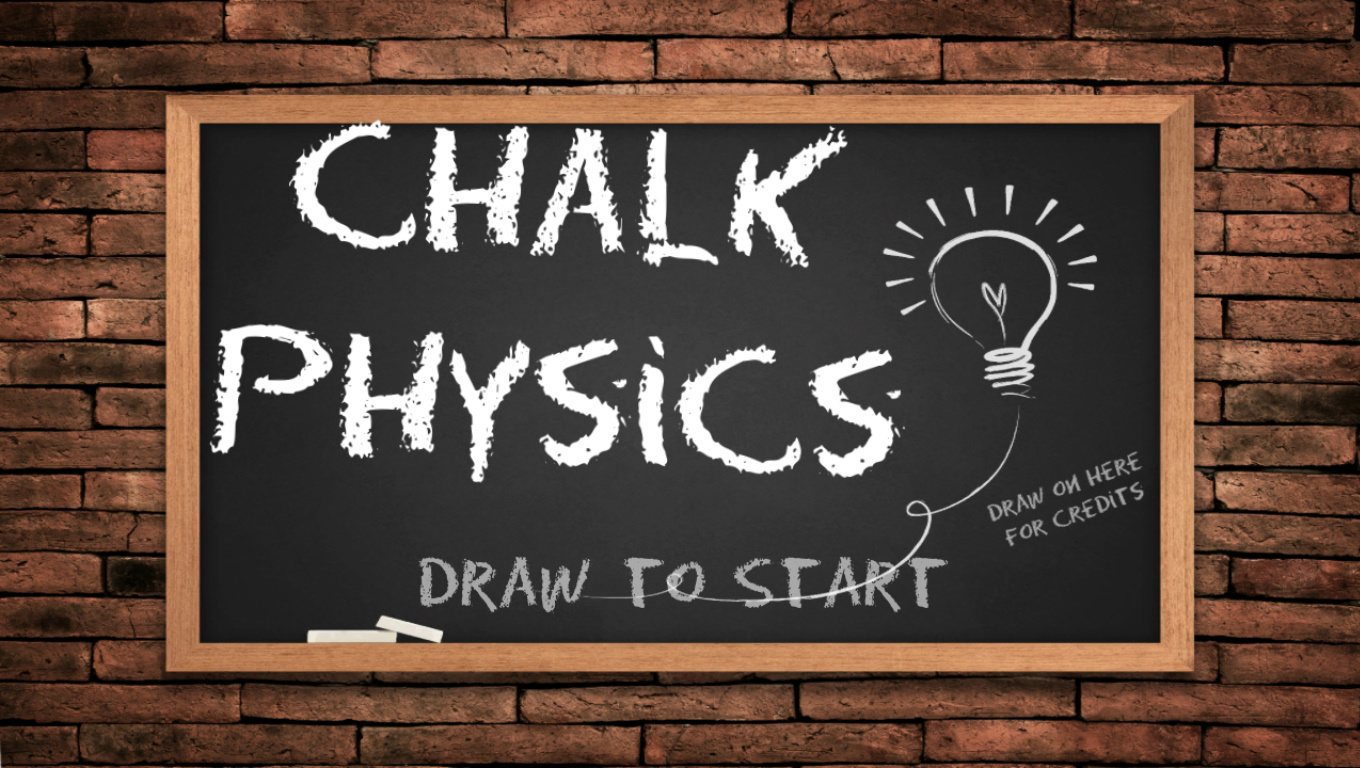 CHALK
PHYSiCS
DRAW ON HERE
FOR CREDiTS
DRAW TO START